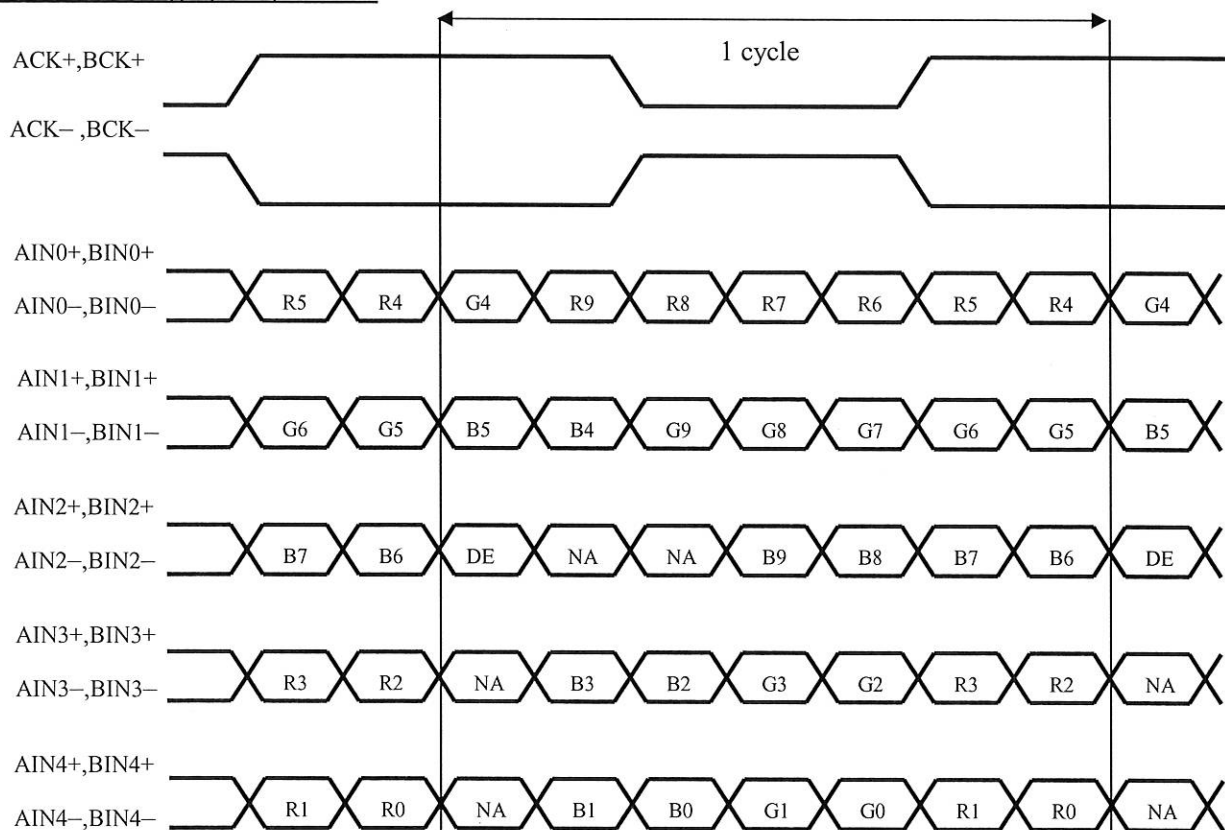 1 cycle
ACK+,BCK+
ACK– ,BCK–
AIN0+,BIN0+
AIN0–,BIN0– R5 R4 G4 R9 R8 R7 R6 R5 R4 G4
AIN1+,BIN1+
AIN1–,BIN1– G6 G5 B5 B4 G9 G8 G7 G6 G5 B5
AIN2+,BIN2+
AIN2–,BIN2– B7 B6 DE NA NA B9 B8 B7 B6 DE
AIN3+,BIN3+
AIN3–,BIN3– R3 R2 NA B3 B2 G3 G2 R3 R2 NA
AIN4+,BIN4+
AIN4–,BIN4– R1 R0 NA B1 B0 G1 G0 R1 R0 NA